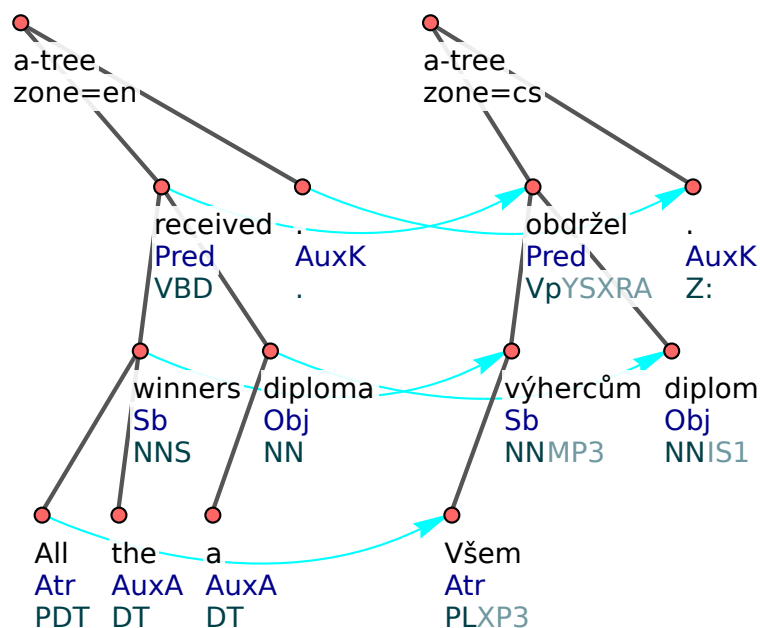 a-tree
zone=en
a-tree
zone=cs
received
Pred
VBD
.
AuxK
.
obdržel
Pred
VpYSXRA
.
AuxK
Z:
winners
Sb
NNS
diploma
Obj
NN
výhercům
Sb
NNMP3
diplom
Obj
NNIS1
All
Atr
PDT
the
AuxA
DT
a
AuxA
DT
Všem
Atr
PLXP3